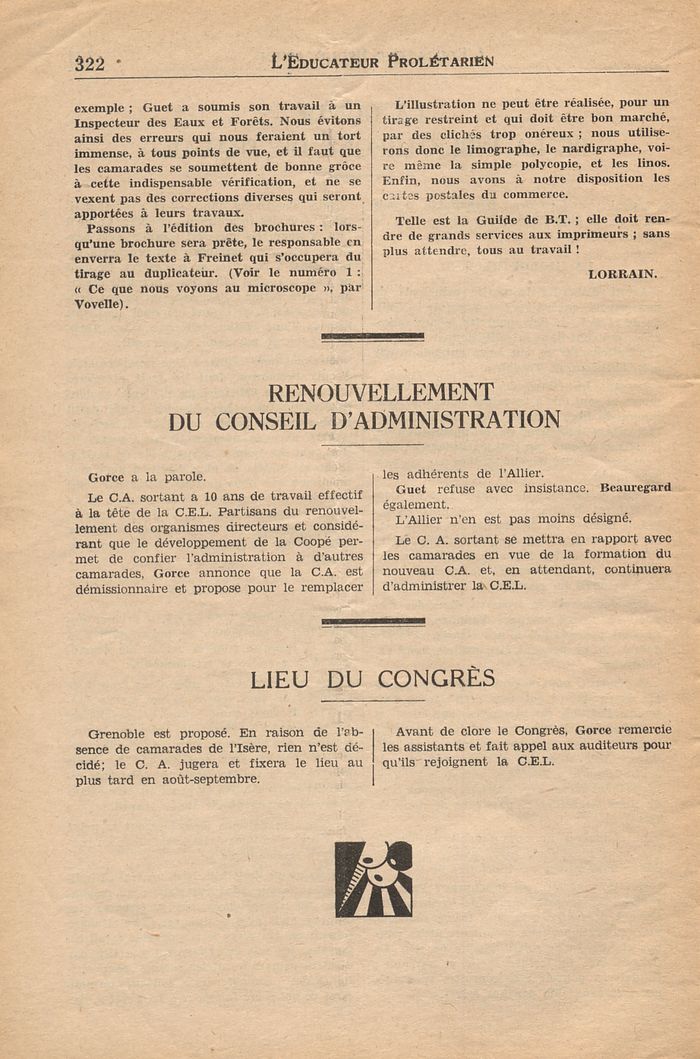 322
L'Educateur Prolétarien
exemple ; Guet a soumis son travail à un
Inspecteur des Eaux et Forêts. Nous évitons
ainsi des erreurs qui nous feraient un tort
immense, à tous points de vue, et il faut que
les camarades se soumettent de bonne grôce
à cette indispensable vérification, et ne se
vexent pas des corrections diverses qui seront
apportées à leurs travaux.
Passons à l'édition des brochures : lors-
qu'une brochure sera prête, le responsable en
enverra le texte à Freinet qui s'occupera du
tirage au duplicateur. (Voir le numéro 1 :
« Ce que nous voyons au microscope », par
Vovelle).
L'illustration ne peut être réalisée, pour un
tirage restreint et qui doit être bon marché,
par des clichés trop onéreux ; nous utilise-
rons donc le limographe, le nardigraphe, voi-
re même la simple polycopie, et les linos.
Enfin, nous avons à notre disposition les
cartes postales du commerce.
Telle est la Guilde de B.T. ; elle doit ren-
dre de grands services aux imprimeurs ; sans
plus attendre, tous au travail !
LORRAIN.
RENOUVELLEMENT
DU CONSEIL D'ADMINISTRATION
Gorce a la parole.
Le C.A. sortant a 10 ans de travail effectif
à la tête de la C.E.L. Partisans du renouvel-
lement des organismes directeurs et considé-
rant que le développement de la Coopé per-
met de confier l'administration à d'autres
camarades, Gorce annonce que la C.A. est
démissionnaire et propose pour le remplacer
les adhérents de l'Allier.
Guet refuse avec insistance. Beauregard
également.
L'Allier n'en est pas moins désigné.
Le C. A. sortant se mettra en rapport avec
les camarades en vue de la formation du
nouveau C.A. et, en attendant, continuera
d'administrer la C.E.L.
LIEU DU CONGRÈS
Grenoble est proposé. En raison de l'ab-
sence de camarades de l'Isère, rien n'est dé-
cidé; le C. A. jugera et fixera le lieu au
plus tard en août-septembre.
Avant de clore le Congrès, Gorce remercie
les assistants et fait appel aux auditeurs pour
qu'ils rejoignent la C.E.L.